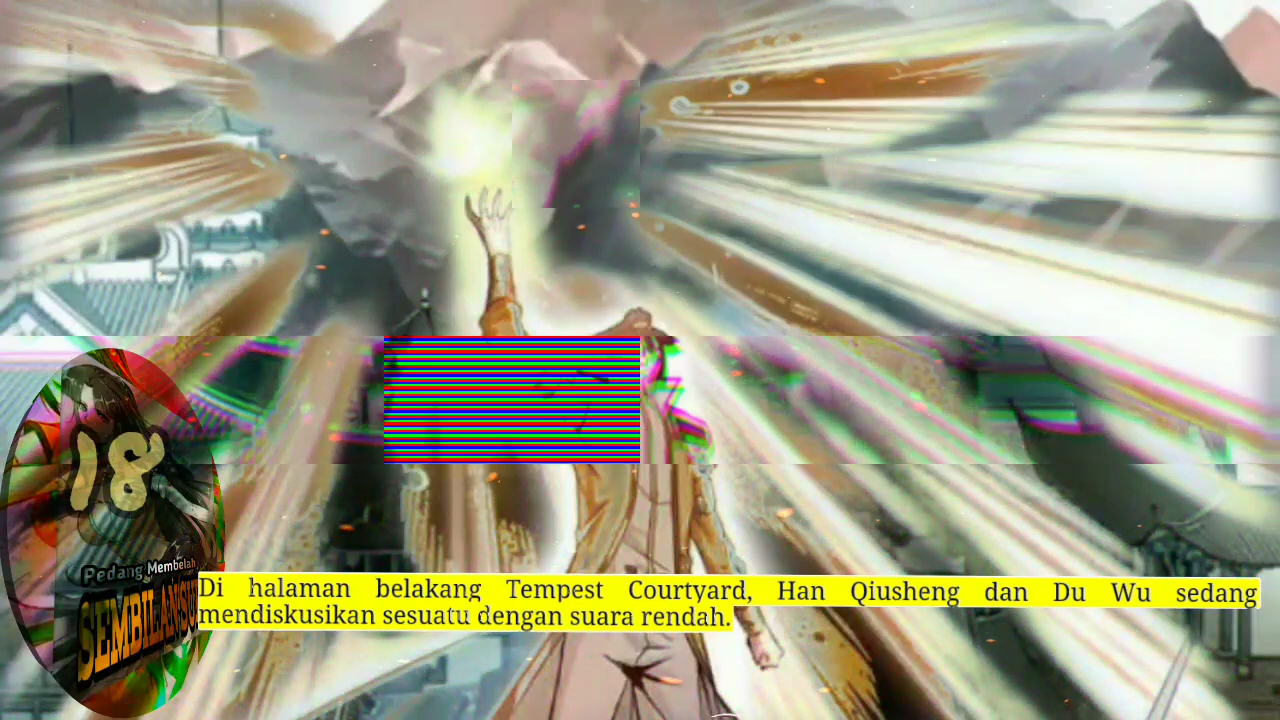 18
Pedang Membelah
SEMBILAN SU
Di halaman belakang Tempest Courtyard, Han Qiusheng dan Du Wu sedang
mendiskusikan sesuatu dengan suara rendah.